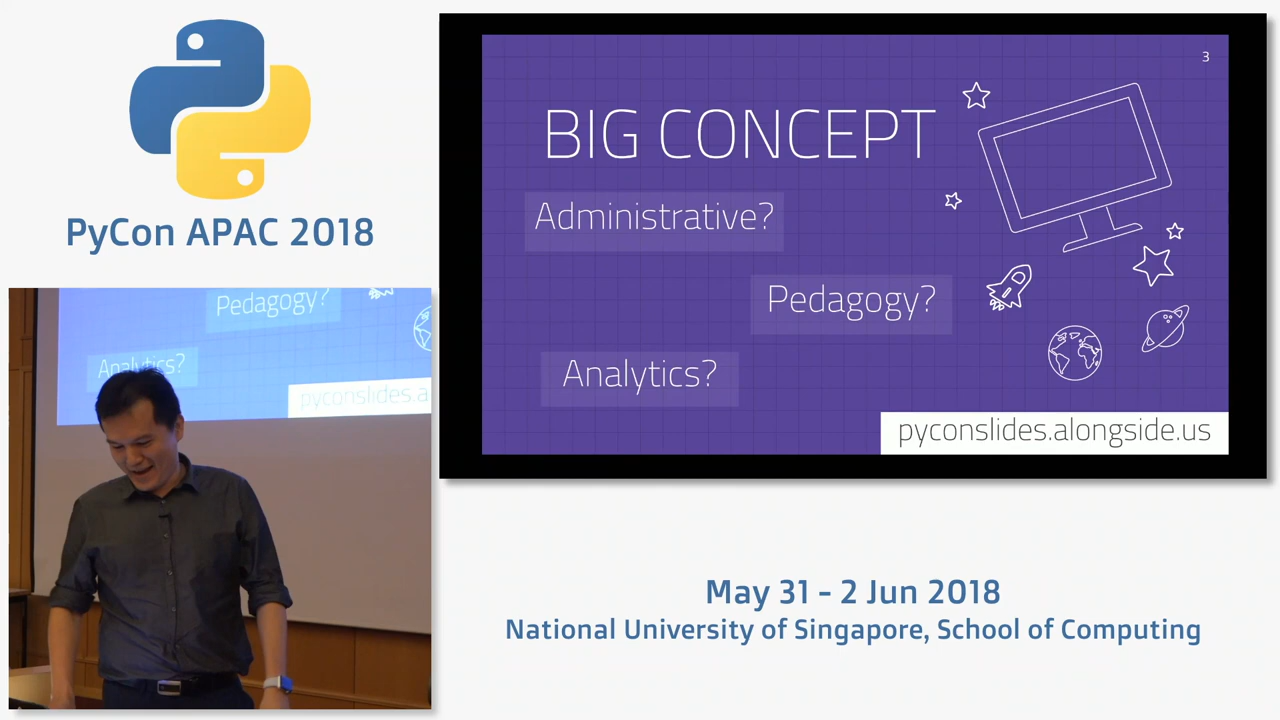 PyCon APAC 2018
3
BIG CONCEPT
Administrative?
Pedagogy?
Analytics?
pyconslides.alongside.us
Pedagogy?
Analytics?
pyconslides.a
May 31 - 2 Jun 2018
National University of Singapore, School of Computing